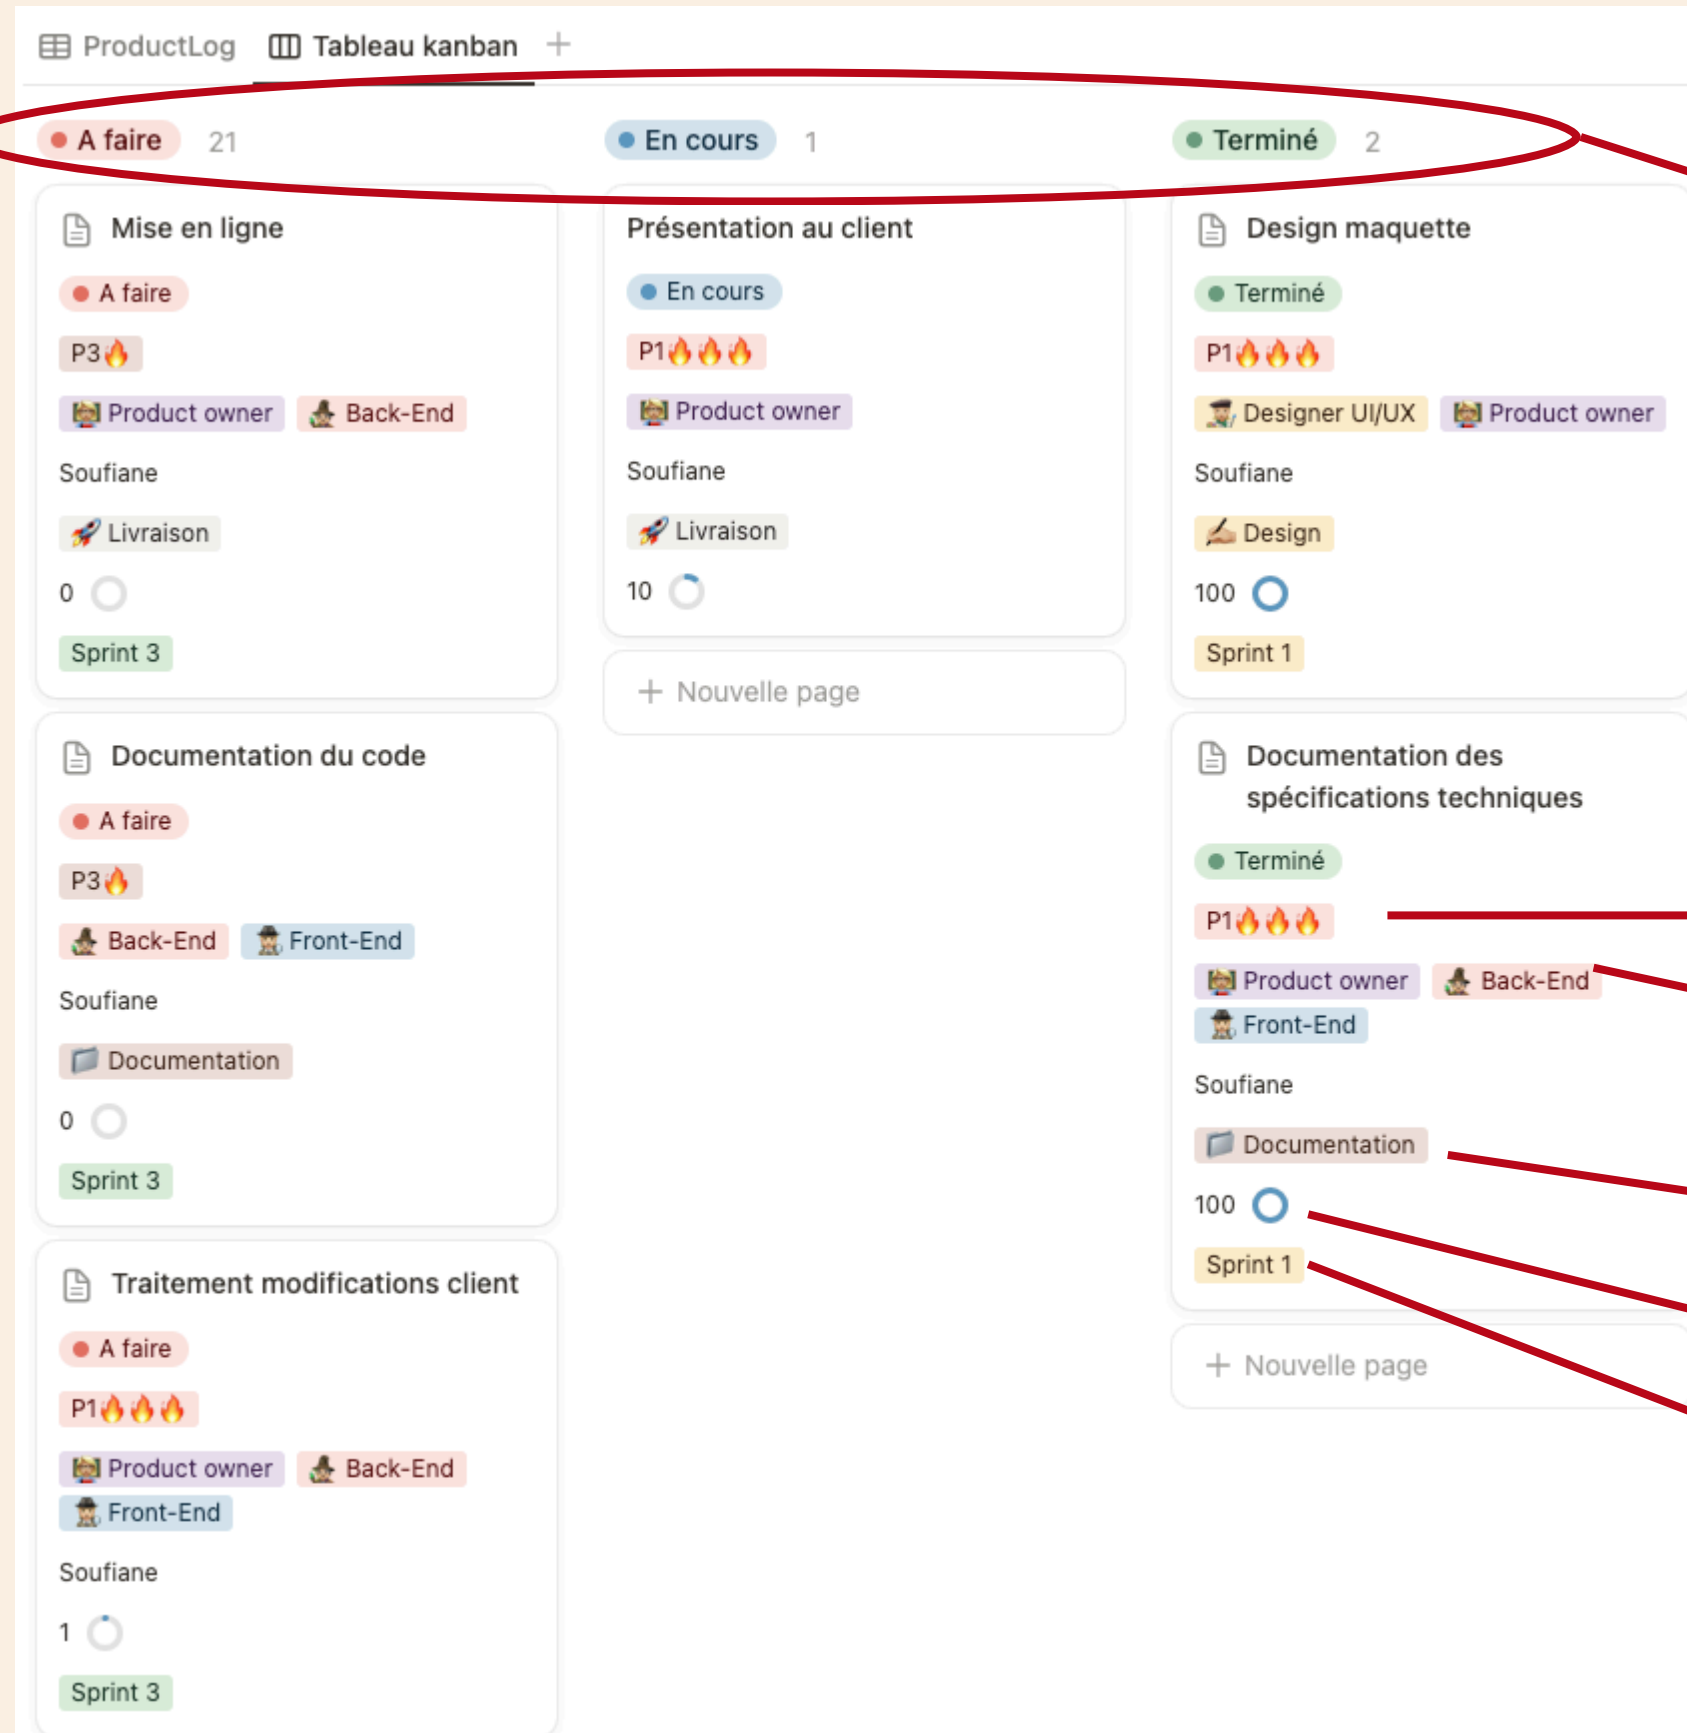 ProductLog Tableau kanban
A faire 21
Mise en ligne
A faire
P3🔥
Product owner Back-End
Soufiane
🚀 Livraison
0
Sprint 3
Documentation du code
A faire
P3🔥
Back-End Front-End
Soufiane
Documentation
0
Sprint 3
Traitement modifications client
A faire
P1🔥🔥🔥
Product owner Back-End
Front-End
Soufiane
1
Sprint 3
En cours 1
Présentation au client
En cours
P1🔥🔥🔥
Product owner
Soufiane
🚀 Livraison
10
+ Nouvelle page
Terminé 2
Design maquette
Terminé
P1🔥🔥🔥
Designer UI/UX Product owner
Soufiane
Design
100
Sprint 1
Documentation des
spécifications techniques
Terminé
P1🔥🔥🔥
Product owner Back-End
Front-End
Soufiane
Documentation
100
Sprint 1
+ Nouvelle page